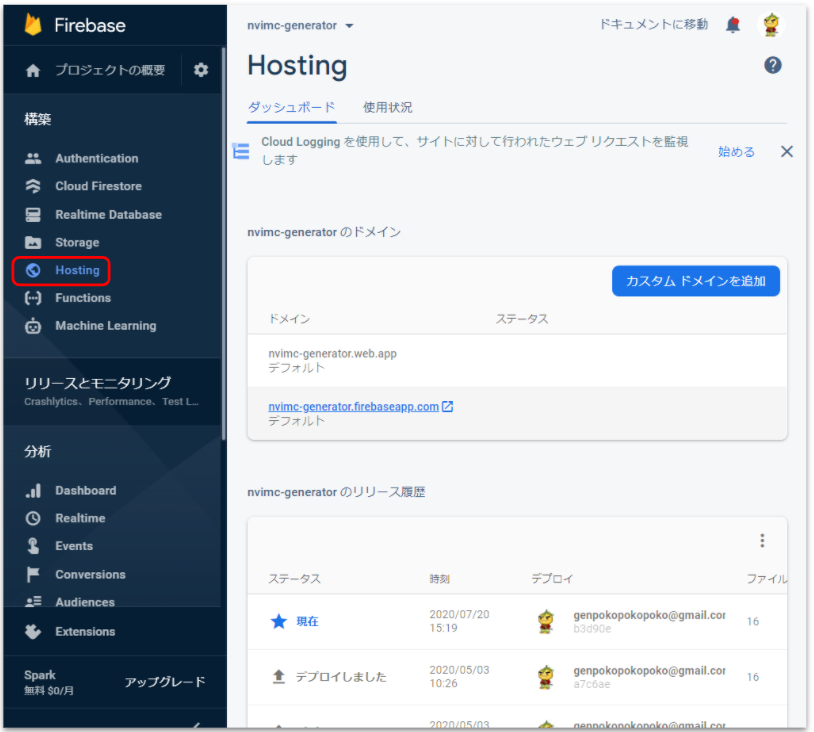 Firebase
プロジェクトの概要
構築
Authentication
Cloud Firestore
Realtime Database
Storage
Hosting
Functions
Machine Learning
リリースとモニタリング
Crashlytics、Performance、Test L...
分析
Dashboard
Realtime
Events
Conversions
Audiences
Extensions
Spark
無料 $0/月
アップグレード
nvimc-generator
ドキュメントに移動
Hosting
ダッシュボード 使用状況
Cloud Logging を使用して、サイトに対して行われたウェブ リクエストを監視
します
始める
nvimc-generator のドメイン
カスタム ドメインを追加
ドメイン ステータス
nvimc-generator.web.app
デフォルト
nvimc-generator.firebaseapp.com
デフォルト
nvimc-generator のリリース履歴
ステータス 時刻 デプロイ ファイル
現在 2020/07/20 genpokopokopoko@gmail.cor 16
15:19 b3d90e
デプロイしました 2020/05/03 genpokopokopoko@gmail.cor 16
10:26 a7c6ae
2020/05/03 genpokopokopoko@gmail.cor